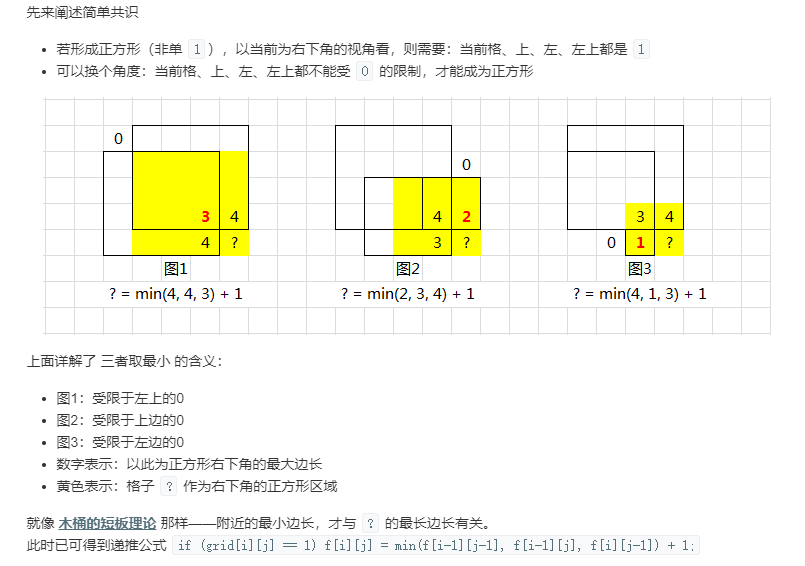 先来阐述简单共识
若形成正方形（非单 1），以当前为右下角的视角看，则需要：当前格、上、左、左上都是 1
可以换个角度：当前格、上、左、左上都不能受 0 的限制，才能成为正方形
0
3 4
4 ?
图1
? = min(4, 4, 3) + 1
0
4 2
3 ?
图2
? = min(2, 3, 4) + 1
3 4
0 1 ?
图3
? = min(4, 1, 3) + 1
上面详解了 三者取最小 的含义：
图1：受限于左上的0
图2：受限于上边的0
图3：受限于左边的0
数字表示：以此为正方形右下角的最大边长
黄色表示：格子 ? 作为右下角的正方形区域
就像 木桶的短板理论 那样——附近的最小边长，才与 ? 的最长边长有关。
此时已可得到递推公式 if (grid[i][j] == 1) f[i][j] = min(f[i-1][j-1], f[i-1][j], f[i][j-1]) + 1;